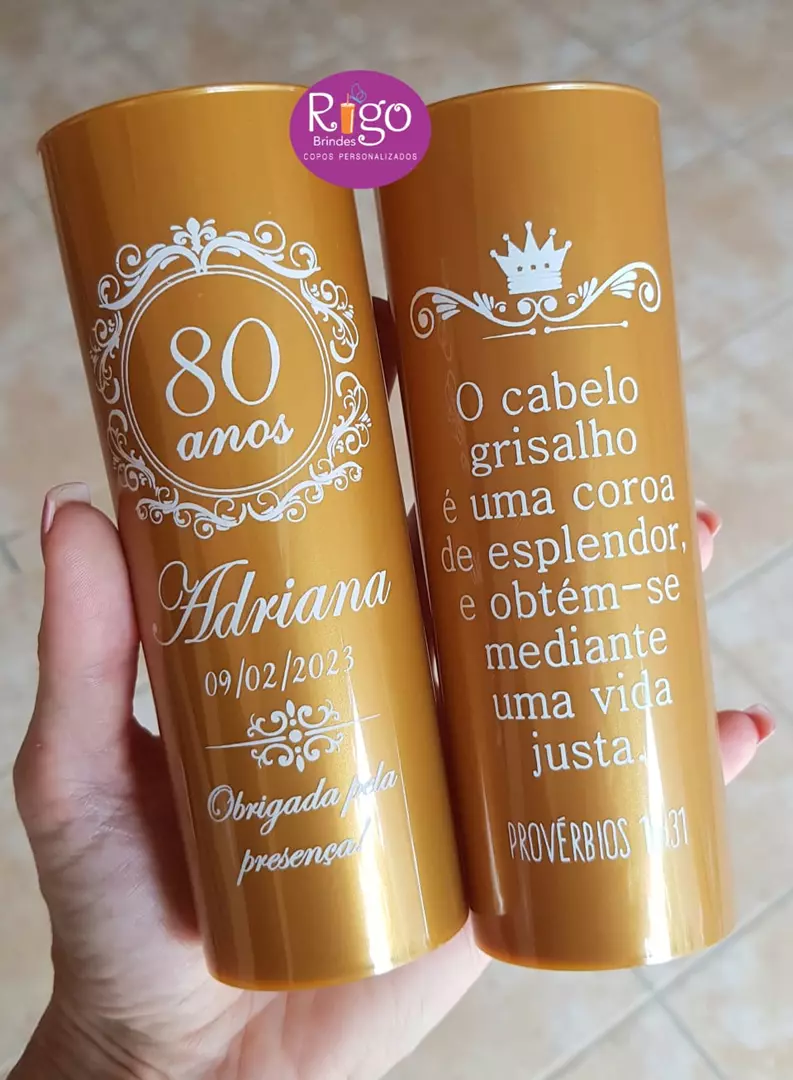 Rigo
Brindes
COPOS PERSONALIZADOS
80
anos
Adriana
09/02/2023
Obrigada pela
presença!
O cabelo
grisalho
é uma coroa
de esplendor,
e obtém-se
mediante
uma vida
justa.
PROVÉRBIOS